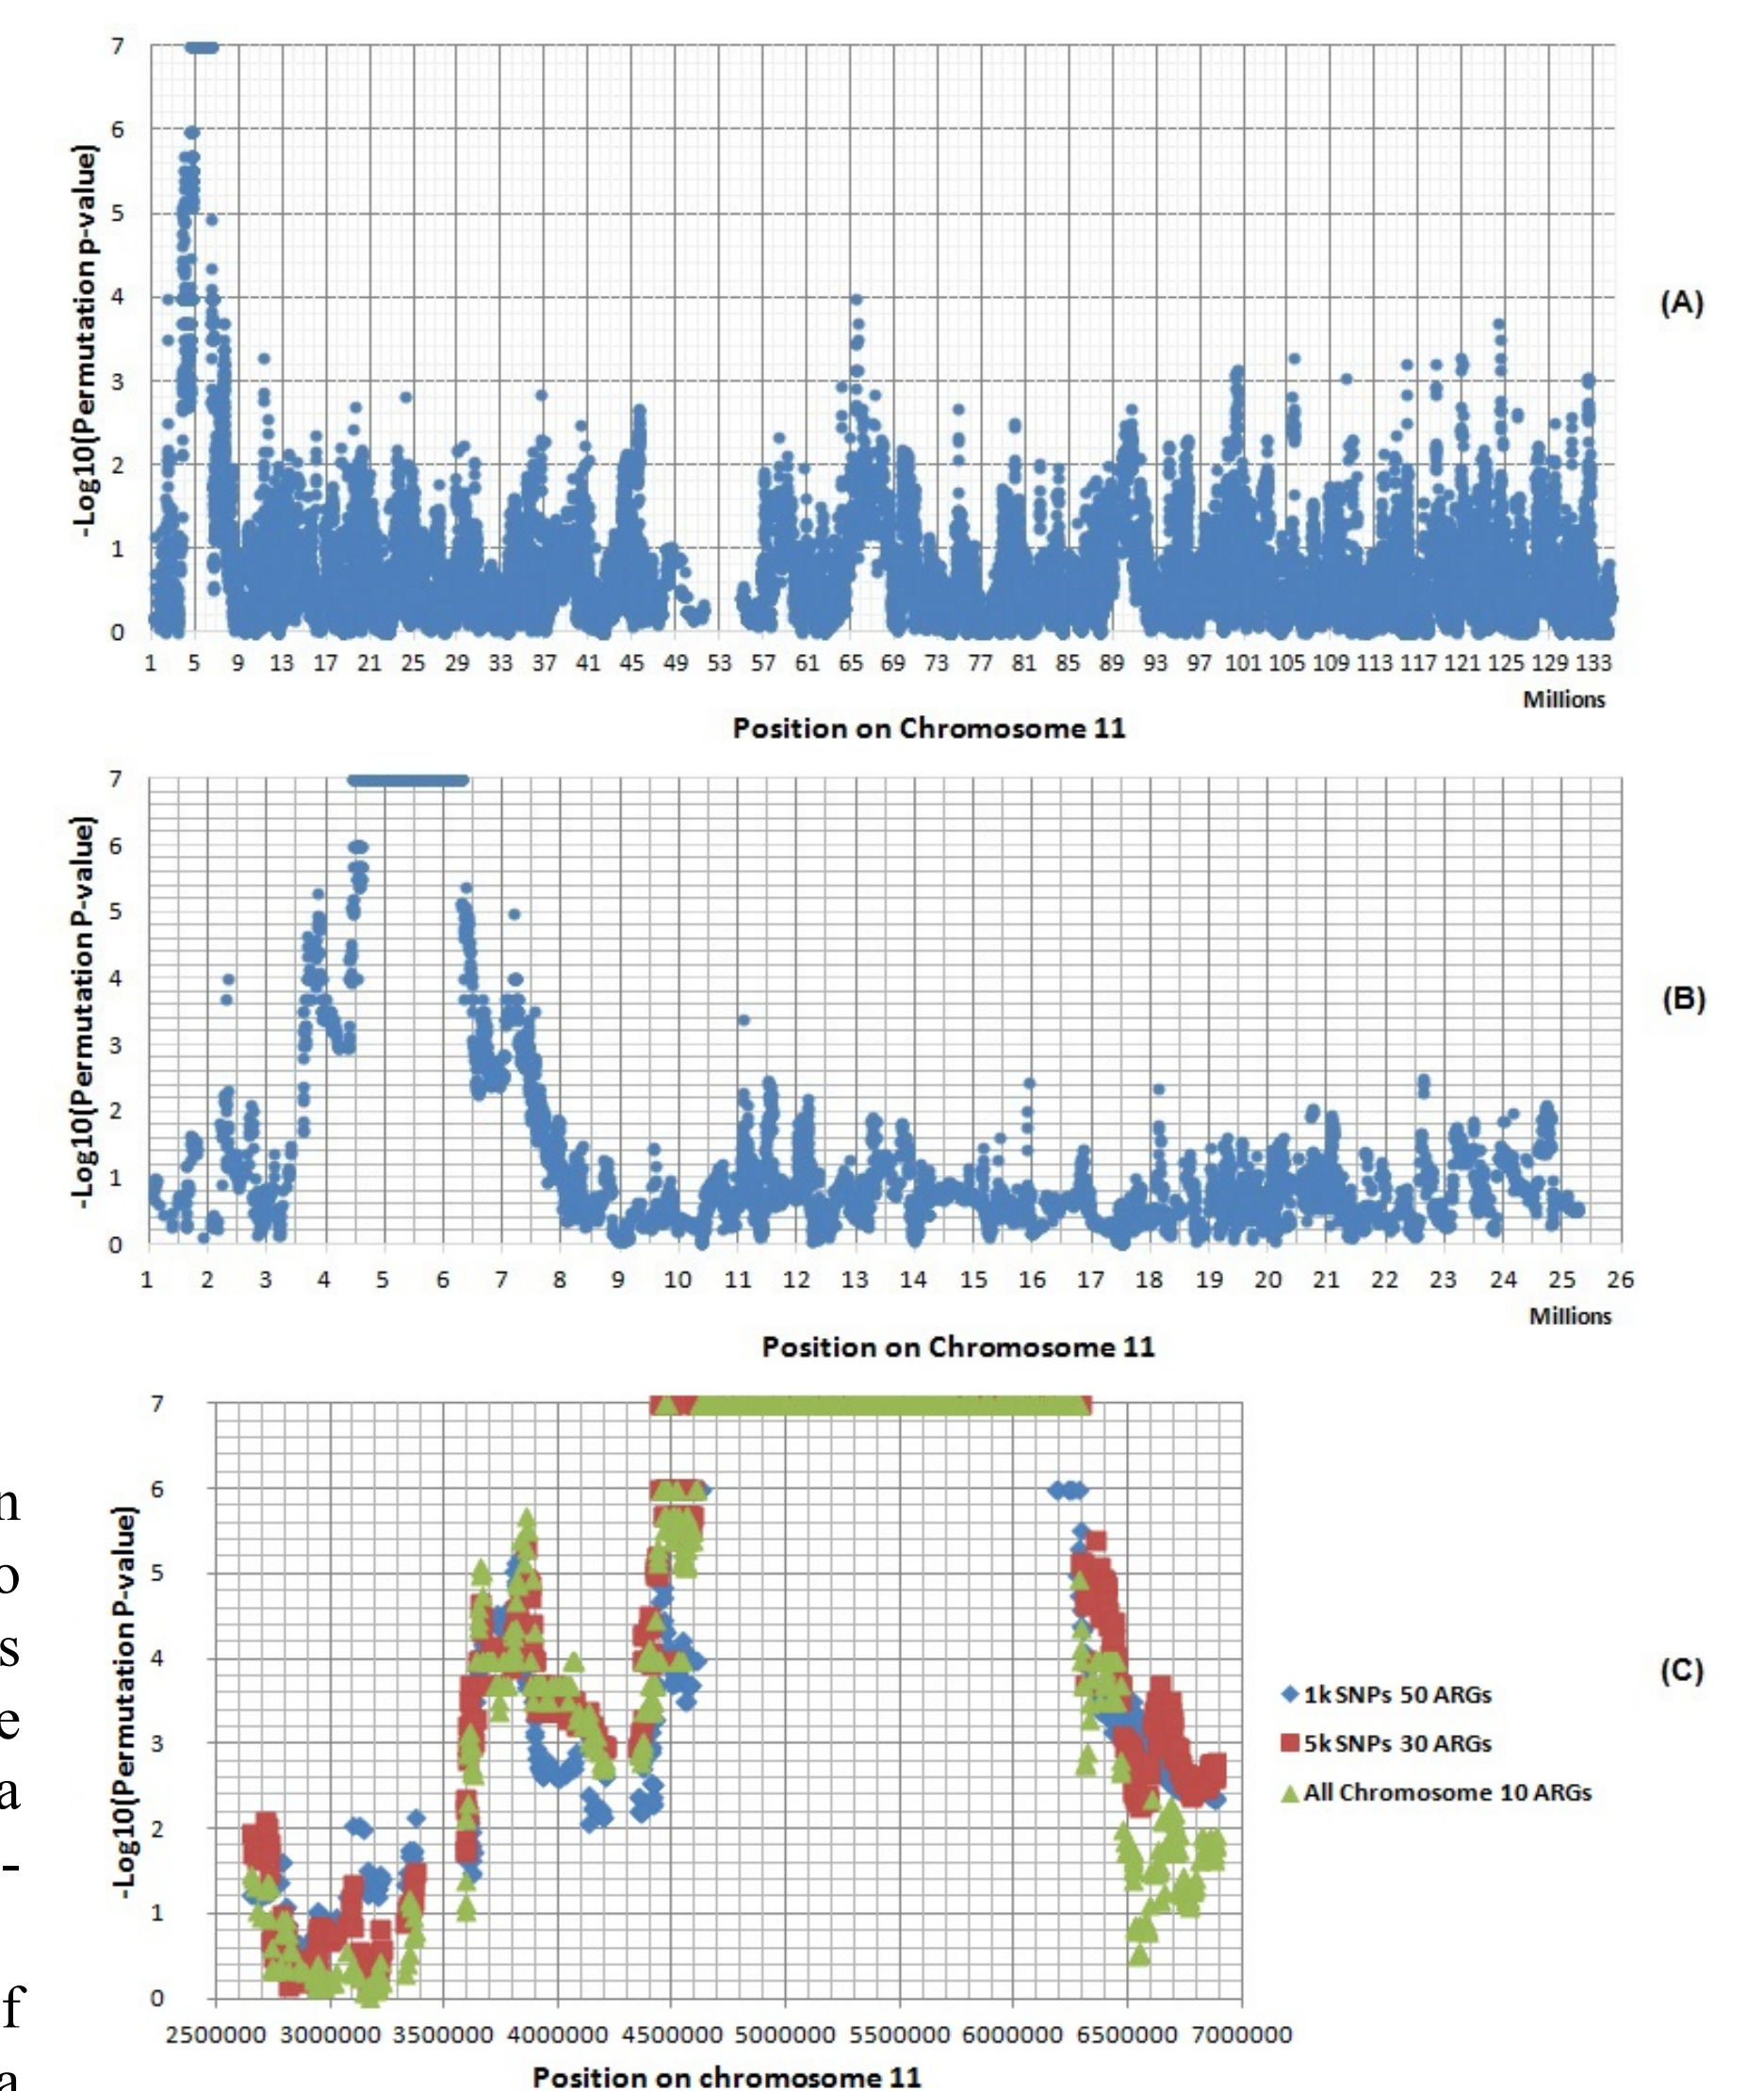 7
6
5
4
3
2
1
0
-Log10(Permutation p-value)
1 5 9 13 17 21 25 29 33 37 41 45 49 53 57 61 65 69 73 77 81 85 89 93 97 101 105 109 113 117 121 125 129 133
Millions
Position on Chromosome 11
(A)
7
6
5
4
3
2
1
0
-Log10(Permutation P-value)
1 2 3 4 5 6 7 8 9 10 11 12 13 14 15 16 17 18 19 20 21 22 23 24 25 26
Millions
Position on Chromosome 11
(B)
7
6
5
4
3
2
1
0
-Log10(Permutation P-value)
2500000 3000000 3500000 4000000 4500000 5000000 5500000 6000000 6500000 7000000
Position on chromosome 11
1k SNPs 50 ARGs
5k SNPs 30 ARGs
All Chromosome 10 ARGs
(C)
n
o
s
e
a
-
f
a